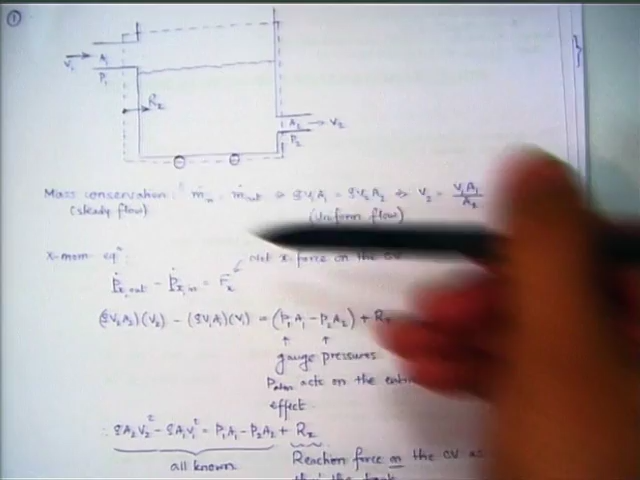 ①
V₁ A₁
P₁
Rₓ
A₂ → V₂
P₂
Mass conservation: ṁin = ṁout ⇒ ρV₁A₁ = ρV₂A₂ ⇒ V₂ = V₁A₁/A₂
(steady flow) (Uniform flow)
x-mom eqⁿ: Net x-force on the CV
Ṗx,out − Ṗx,in = Fx
(ρV₂A₂)(V₂) − (ρV₁A₁)(V₁) = (P₁A₁ − P₂A₂) +
↑ ↑
gauge pressures
Patm acts on the
effect.
∴ ρA₂V₂² − ρA₁V₁² = P₁A₁ − P₂A₂ + Rₓ
all known
Reaction force on the CV